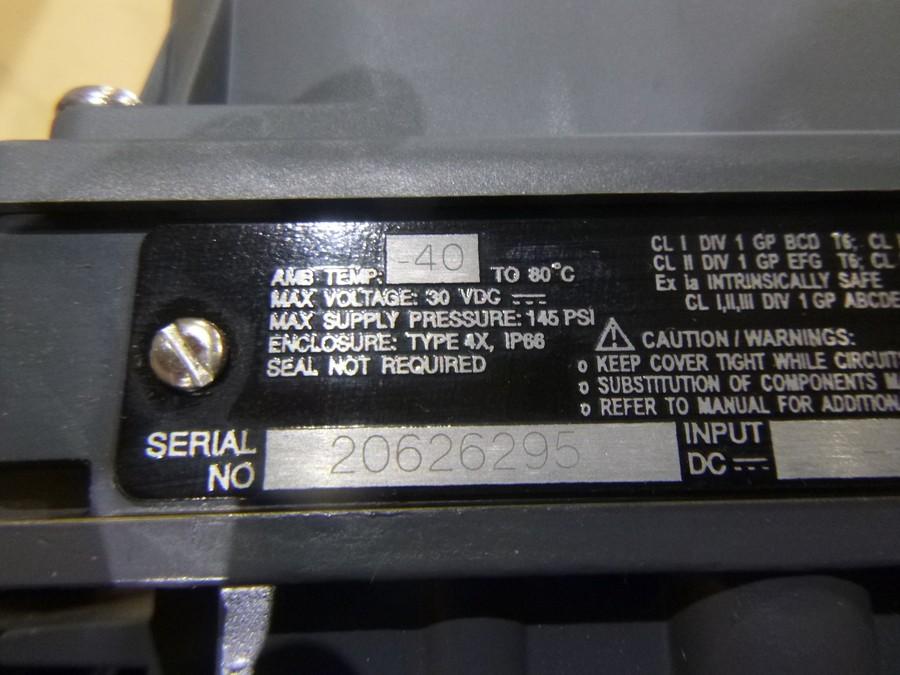 AMB TEMP: -40 TO 80°C
MAX VOLTAGE: 30 VDC
MAX SUPPLY PRESSURE: 145 PSI
ENCLOSURE: TYPE 4X, IP66
SEAL NOT REQUIRED
CL I DIV 1 GP BCD T6; CL
CL II DIV 1 GP EFG T6; CL
Ex ia INTRINSICALLY SAFE
CL I,II,III DIV 1 GP ABCDE
CAUTION / WARNINGS:
o KEEP COVER TIGHT WHILE CIRCUIT
o SUBSTITUTION OF COMPONENTS
o REFER TO MANUAL FOR ADDITION
SERIAL NO 20626295
INPUT DC